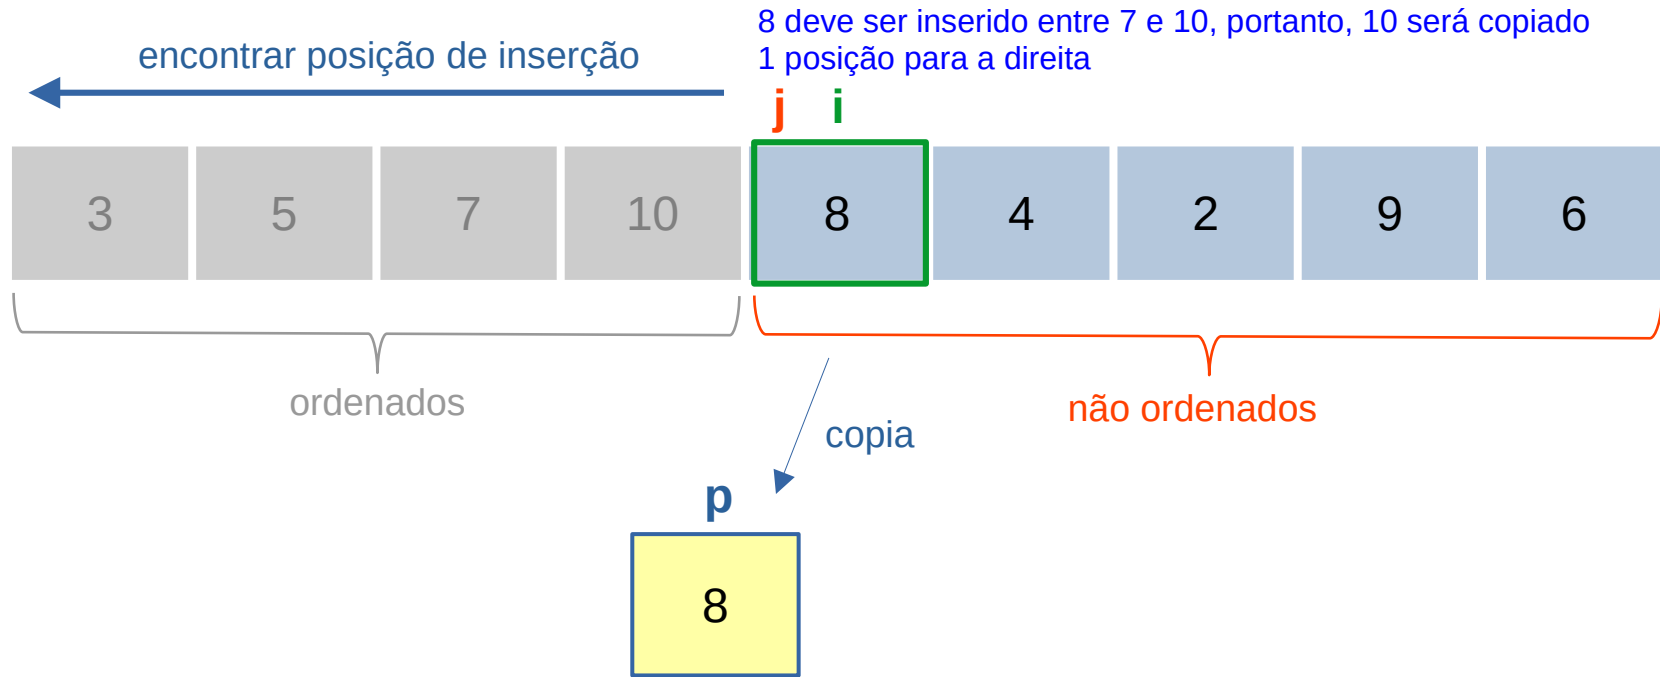 8 deve ser inserido entre 7 e 10, portanto, 10 será copiado
1 posição para a direita
encontrar posição de inserção
j i
3 5 7 10 8 4 2 9 6
ordenados
não ordenados
copia
p
8